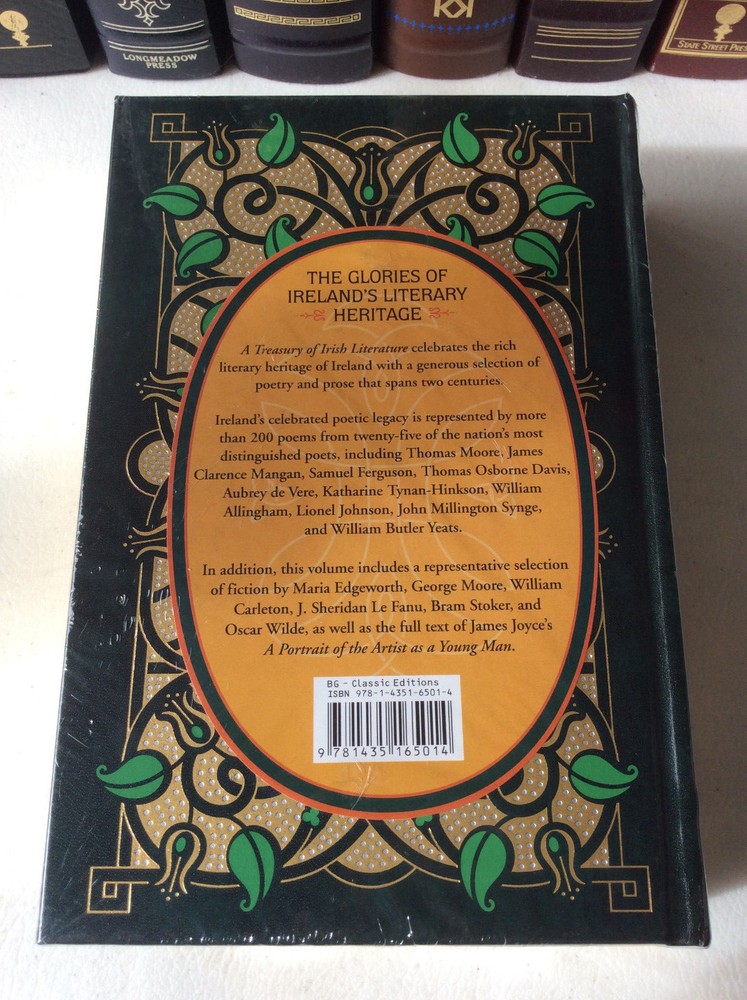 LONGMEADOW
PRESS
STATE STREET PRESS
THE GLORIES OF
IRELAND'S LITERARY
HERITAGE
A Treasury of Irish Literature celebrates the rich
literary heritage of Ireland with a generous selection of
poetry and prose that spans two centuries.
Ireland's celebrated poetic legacy is represented by more
than 200 poems from twenty-five of the nation's most
distinguished poets, including Thomas Moore, James
Clarence Mangan, Samuel Ferguson, Thomas Osborne Davis,
Aubrey de Vere, Katharine Tynan-Hinkson, William
Allingham, Lionel Johnson, John Millington Synge,
and William Butler Yeats.
In addition, this volume includes a representative selection
of fiction by Maria Edgeworth, George Moore, William
Carleton, J. Sheridan Le Fanu, Bram Stoker, and
Oscar Wilde, as well as the full text of James Joyce's
A Portrait of the Artist as a Young Man.
BG - Classic Editions
ISBN 978-1-4351-6501-4
9 781435 165014